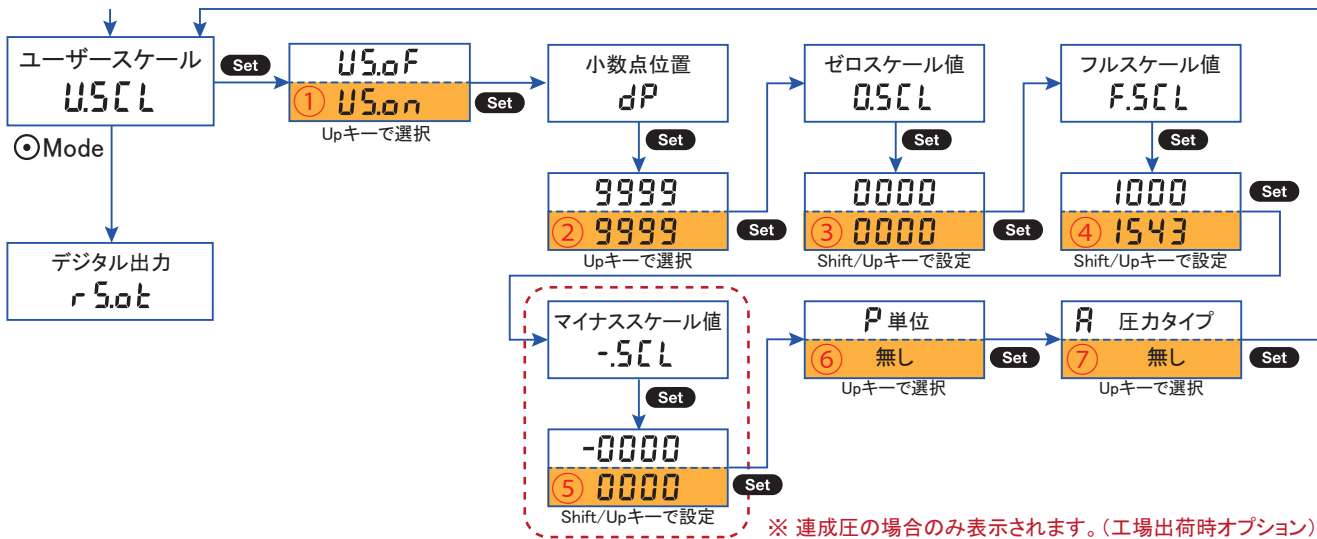 ユーザースケール
U.SCL
Set
US.oF
① US.on
Upキーで選択
Set
小数点位置
dP
Set
9999
② 9999
Upキーで選択
Set
ゼロスケール値
0.SCL
Set
0000
③ 0000
Shift/Upキーで設定
Set
フルスケール値
F.SCL
Set
1000
④ 1543
Shift/Upキーで設定
Set
⦿Mode
デジタル出力
rS.ot
マイナススケール値
-.SCL
Set
-0000
⑤ 0000
Shift/Upキーで設定
Set
P 単位
⑥ 無し
Upキーで選択
Set
A 圧力タイプ
⑦ 無し
Upキーで選択
Set
※ 連成圧の場合のみ表示されます。（工場出荷時オプション）